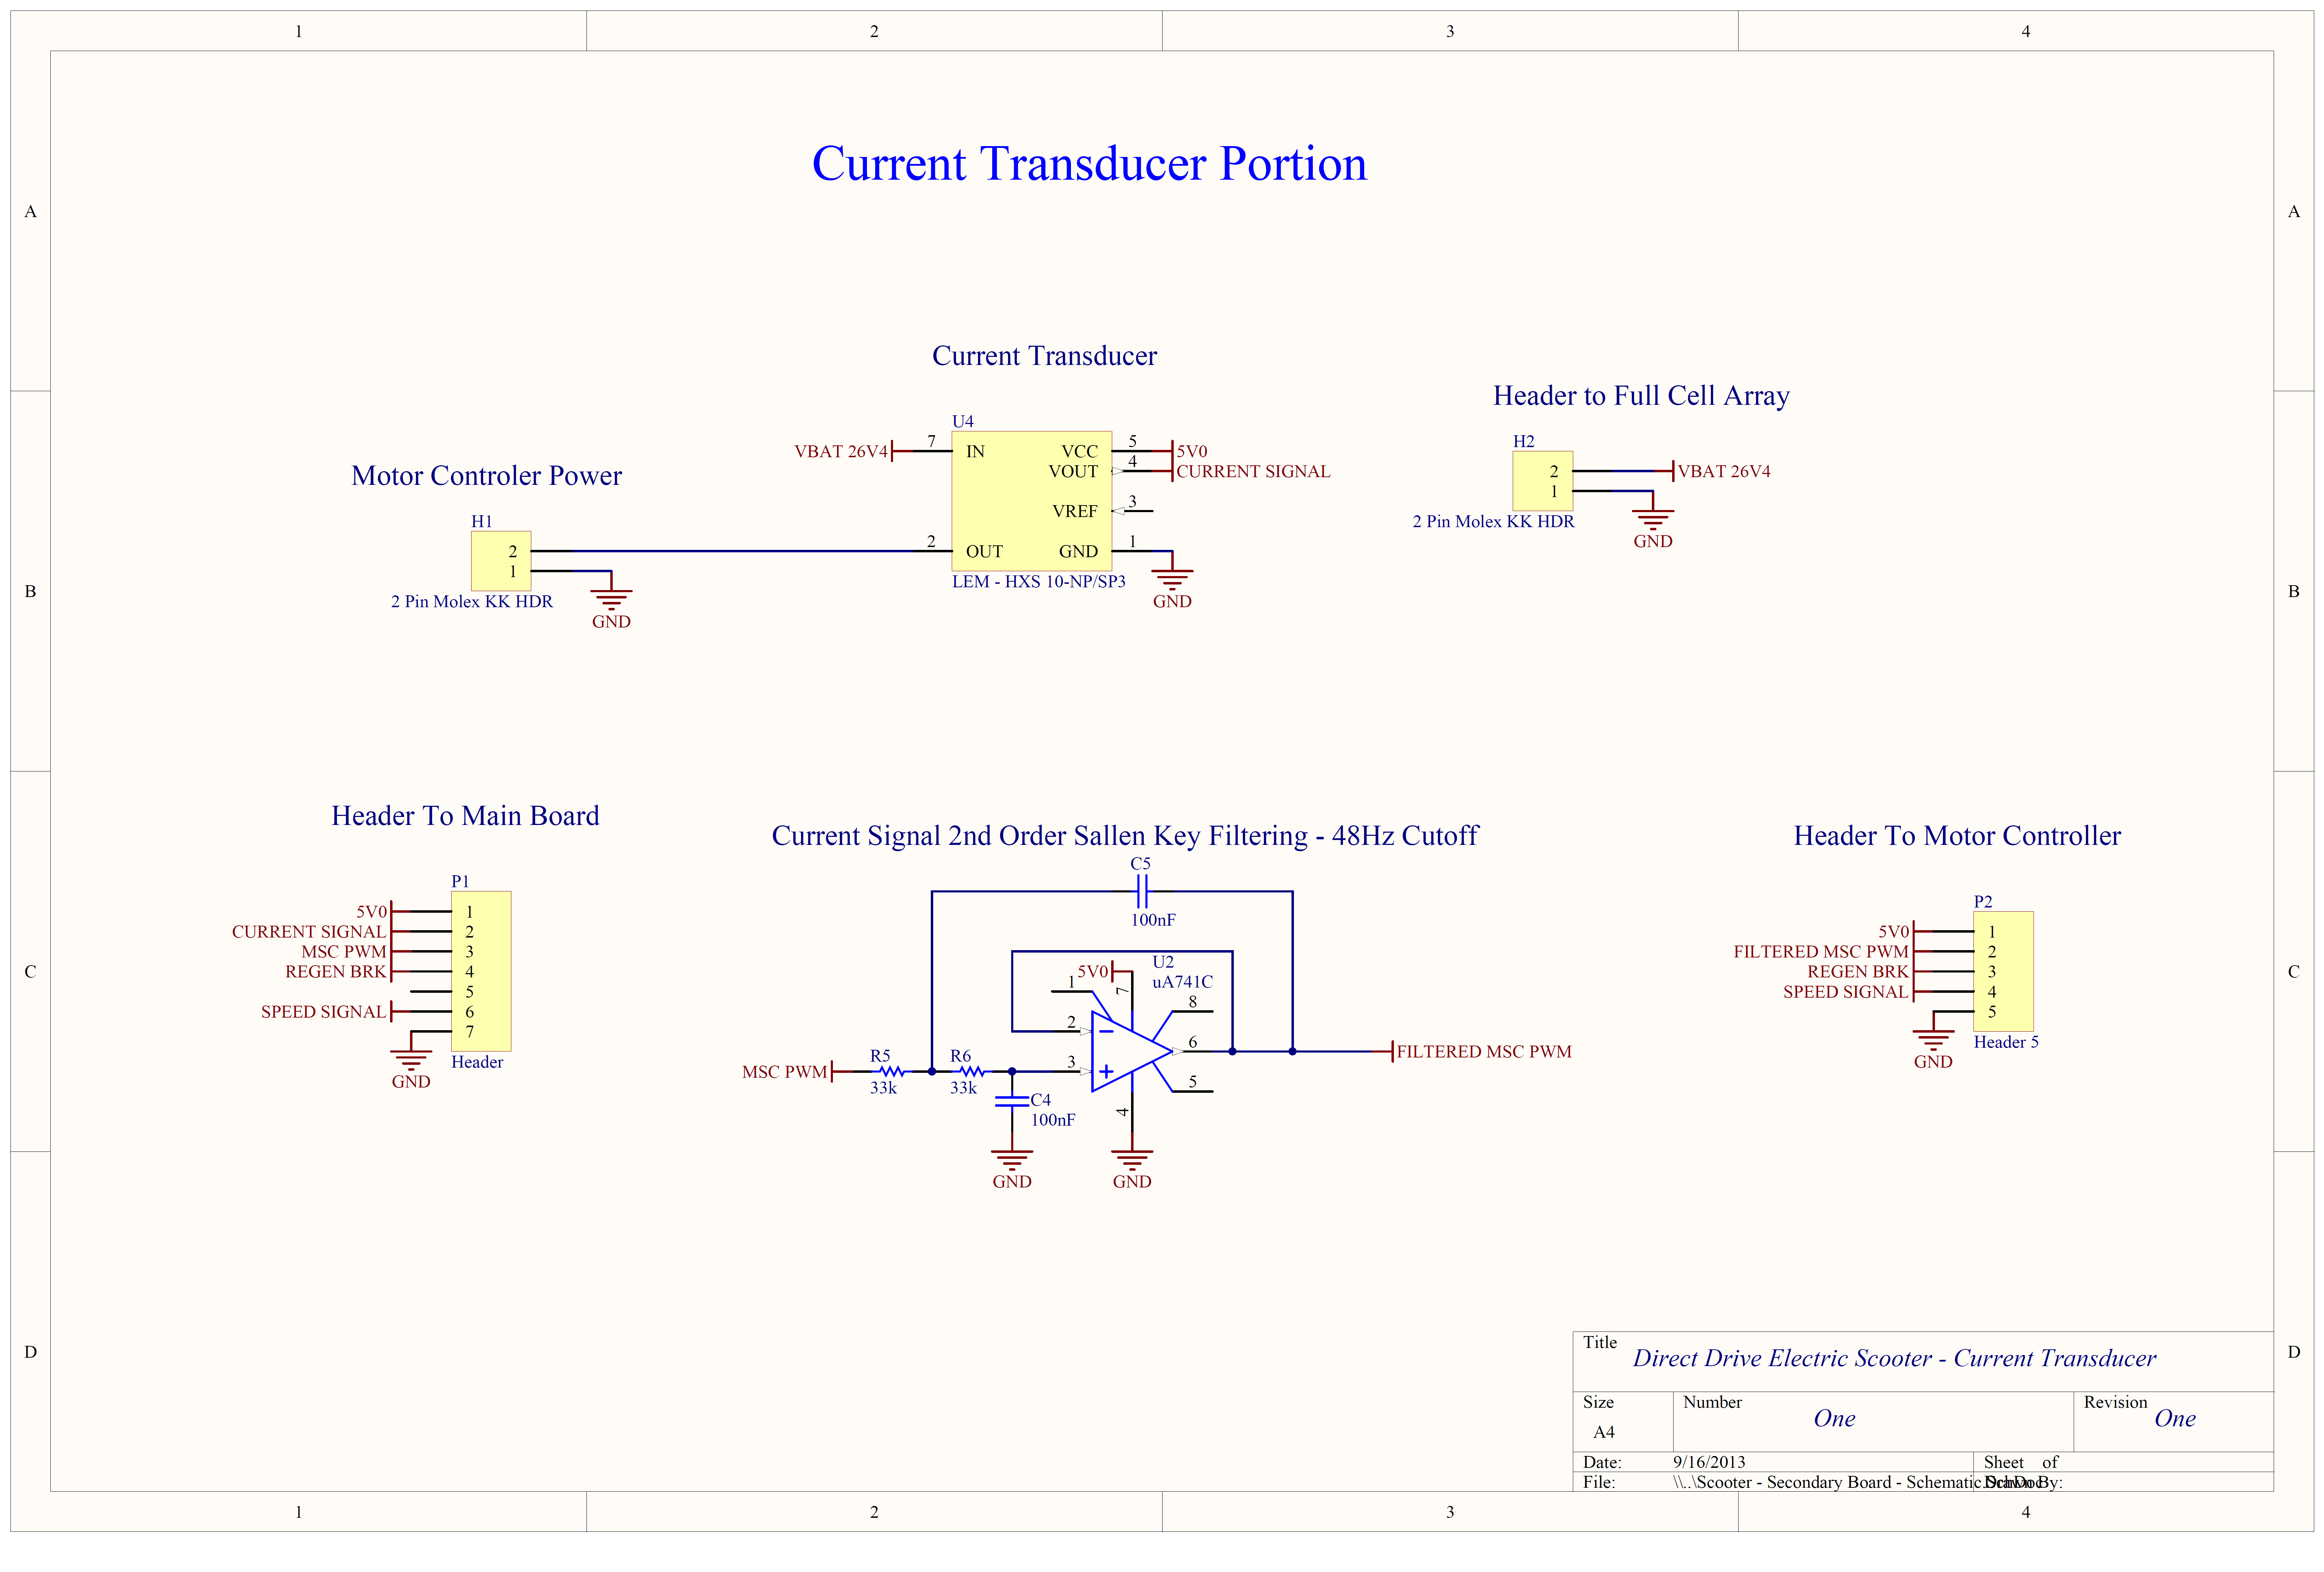 1 2 3 4
A A
Current Transducer Portion
Current Transducer
Header to Full Cell Array
U4
VBAT 26V4 7 IN VCC 5 5V0
VOUT 4 CURRENT SIGNAL
VREF 3
2 OUT GND 1
LEM - HXS 10-NP/SP3
GND
H2
2 VBAT 26V4
1
2 Pin Molex KK HDR
GND
Motor Controler Power
H1
2
1
2 Pin Molex KK HDR
GND
B B
Header To Main Board
P1
5V0 1
CURRENT SIGNAL 2
MSC PWM 3
REGEN BRK 4
5
SPEED SIGNAL 6
7
Header
GND
Current Signal 2nd Order Sallen Key Filtering - 48Hz Cutoff
C5
100nF
U2
uA741C
5V0
1 7 8
2
6 FILTERED MSC PWM
3
5
4
MSC PWM
R5
33k
R6
33k
C4
100nF
GND
GND
Header To Motor Controller
P2
5V0 1
FILTERED MSC PWM 2
REGEN BRK 3
SPEED SIGNAL 4
5
Header 5
GND
C C
D D
Title
Direct Drive Electric Scooter - Current Transducer
Size Number Revision
A4 One One
Date: 9/16/2013 Sheet of
File: \\..\Scooter - Secondary Board - Schematic.SchDoc Drawn By:
1 2 3 4